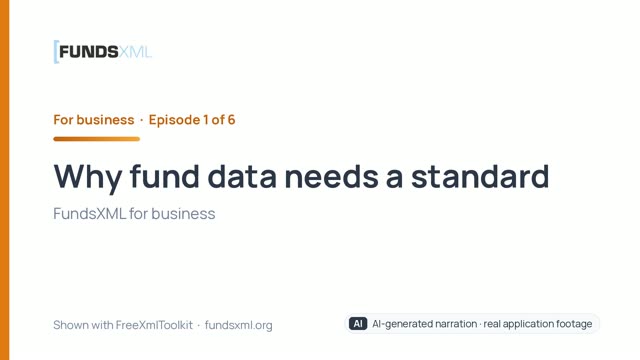 FUNDSXML
For business · Episode 1 of 6
Why fund data needs a standard
FundsXML for business
Shown with FreeXmlToolkit · fundsxml.org
AI AI-generated narration · real application footage